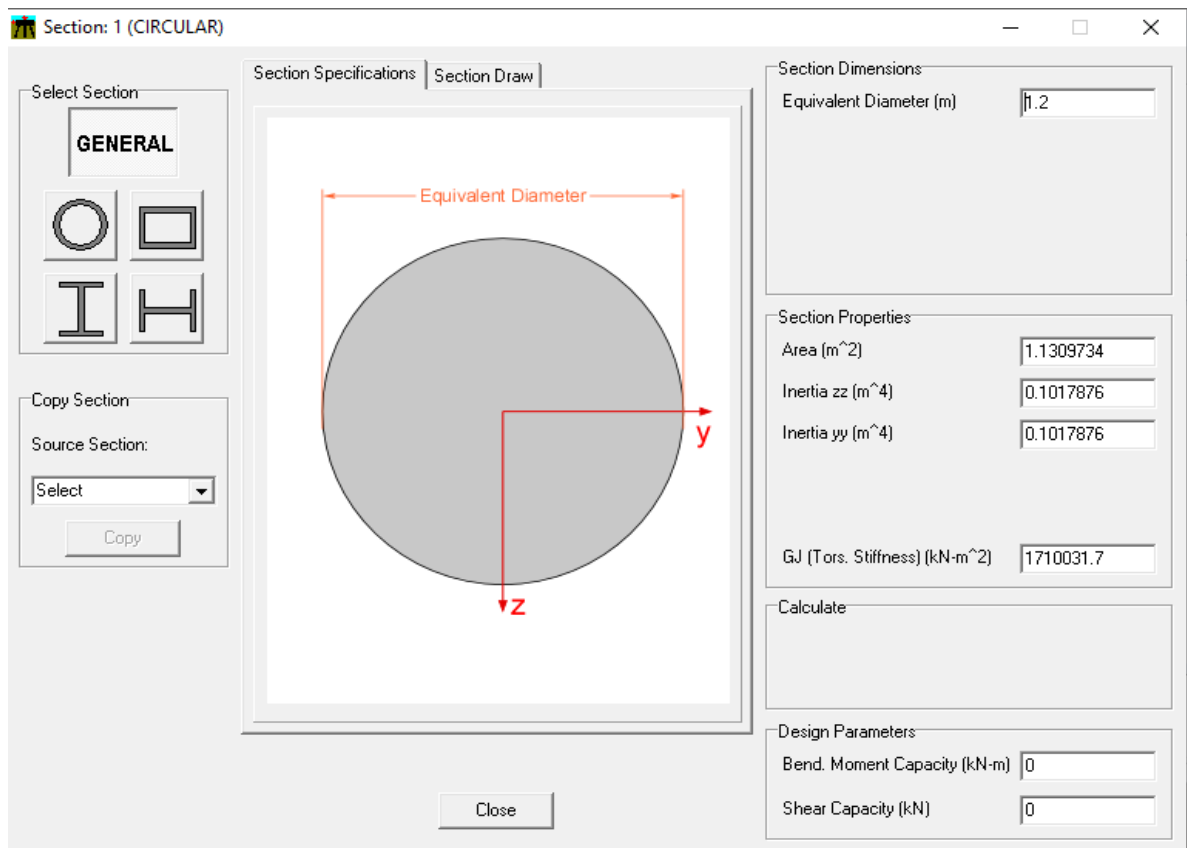 Section: 1 (CIRCULAR)
Select Section
GENERAL
Copy Section
Source Section:
Select
Copy
Section Specifications
Section Draw
Equivalent Diameter
y
z
Close
Section Dimensions
Equivalent Diameter (m) 1.2
Section Properties
Area (m^2) 1.1309734
Inertia zz (m^4) 0.1017876
Inertia yy (m^4) 0.1017876
GJ (Tors. Stiffness) (kN-m^2) 1710031.7
Calculate
Design Parameters
Bend. Moment Capacity (kN-m) 0
Shear Capacity (kN) 0